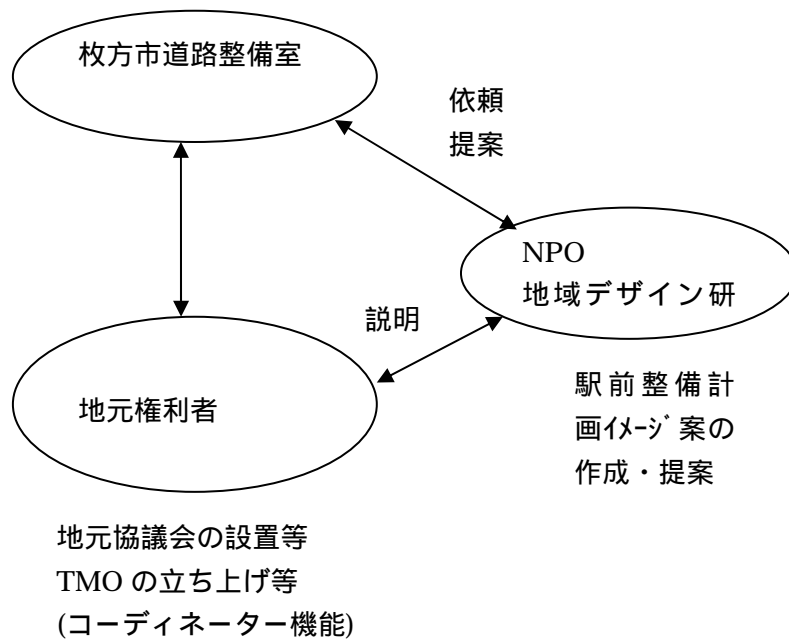 枚方市道路整備室
依頼
提案
NPO
地域デザイン研
説明
地元権利者
駅前整備計
画ｲﾒｰｼﾞ案の
作成・提案
地元協議会の設置等
TMO の立ち上げ等
(コーディネーター機能)